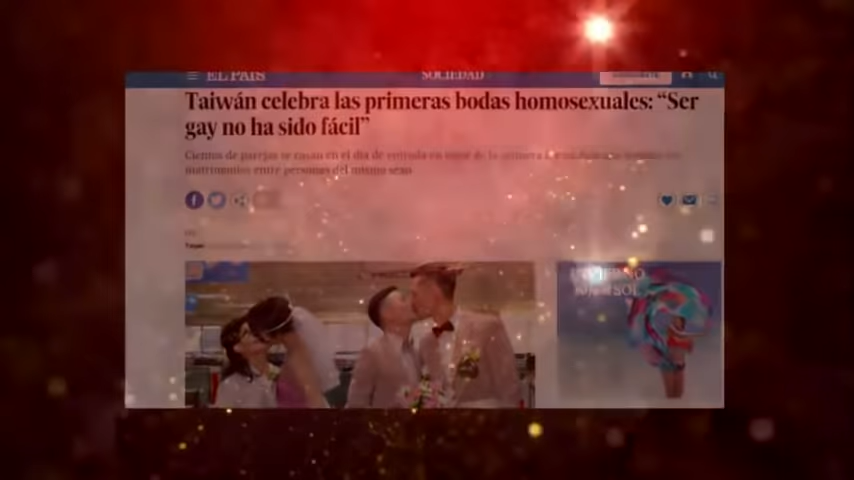 EL PAÍS
SOCIEDAD
Taiwán celebra las primeras bodas homosexuales: “Ser
gay no ha sido fácil”
Cientos de parejas se casan en el día de entrada en vigor de la primera
matrimonios entre personas del mismo sexo